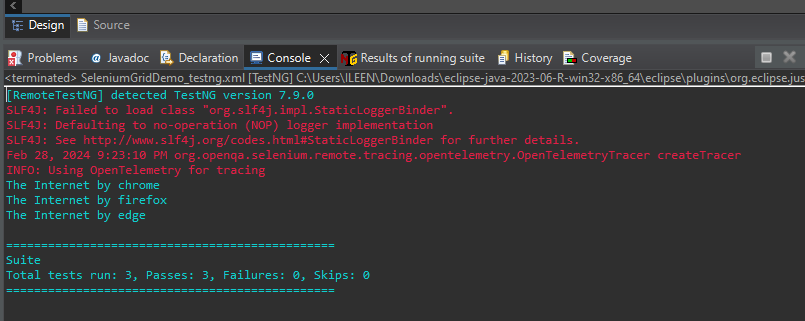 Design Source
Problems @ Javadoc Declaration Console Results of running suite History Coverage
<terminated> SeleniumGridDemo_testng.xml [TestNG] C:\Users\ILEEN\Downloads\eclipse-java-2023-06-R-win32-x86_64\eclipse\plugins\org.eclipse.jus
[RemoteTestNG] detected TestNG version 7.9.0
SLF4J: Failed to load class "org.slf4j.impl.StaticLoggerBinder".
SLF4J: Defaulting to no-operation (NOP) logger implementation
SLF4J: See http://www.slf4j.org/codes.html#StaticLoggerBinder for further details.
Feb 28, 2024 9:23:10 PM org.openqa.selenium.remote.tracing.opentelemetry.OpenTelemetryTracer createTracer
INFO: Using OpenTelemetry for tracing
The Internet by chrome
The Internet by firefox
The Internet by edge
===============================================
Suite
Total tests run: 3, Passes: 3, Failures: 0, Skips: 0
===============================================